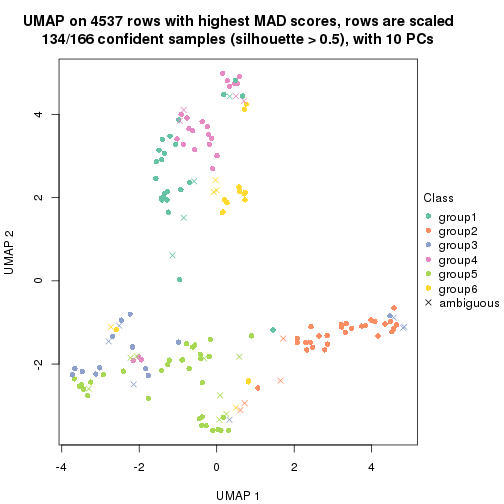 UMAP on 4537 rows with highest MAD scores, rows are scaled
134/166 confident samples (silhouette > 0.5), with 10 PCs
4
2
0
-2
-4
-2
0
2
4
UMAP 2
UMAP 1
Class
group1
group2
group3
group4
group5
group6
ambiguous